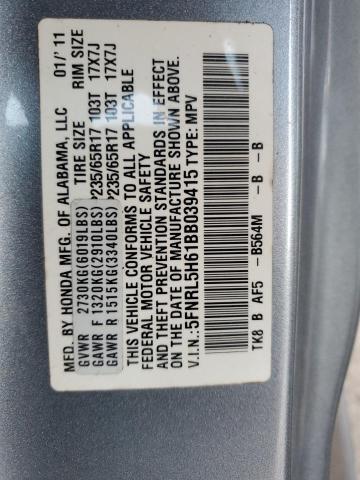 MFD. BY HONDA MFG. OF ALABAMA, LLC 01/'11
TIRE SIZE RIM SIZE
GVWR 2730KG(6019LBS)
GAWR F 1320KG(2910LBS) P235/65R17 103T 17X7J
GAWR R 1515KG(3340LBS) P235/65R17 103T 17X7J
THIS VEHICLE CONFORMS TO ALL APPLICABLE
FEDERAL MOTOR VEHICLE SAFETY
AND THEFT PREVENTION STANDARDS IN EFFECT
ON THE DATE OF MANUFACTURE SHOWN ABOVE.
V.I.N.: 5FNRL5H61BB039415 TYPE: MPV
TK8 B AF5 -B564M -B -B